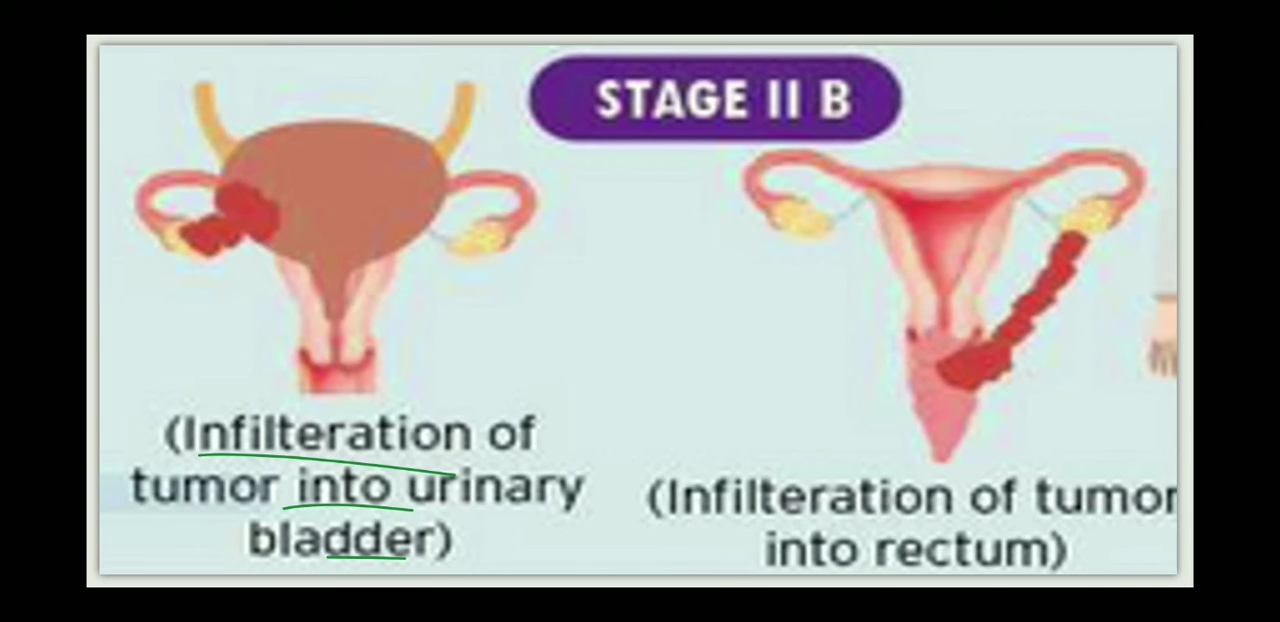 STAGE II B
(Infilteration of
tumor into urinary
bladder)
(Infilteration of tumor
into rectum)